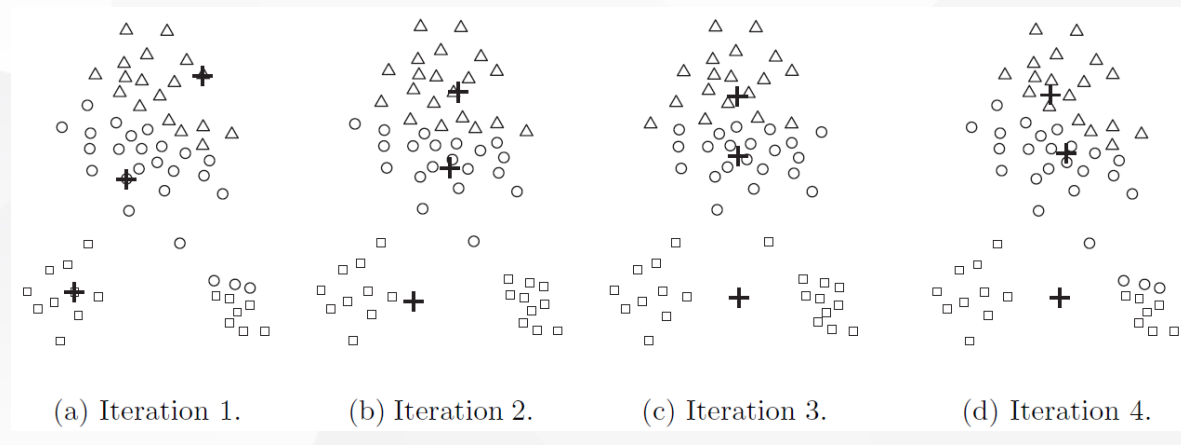 (a) Iteration 1.
(b) Iteration 2.
(c) Iteration 3.
(d) Iteration 4.